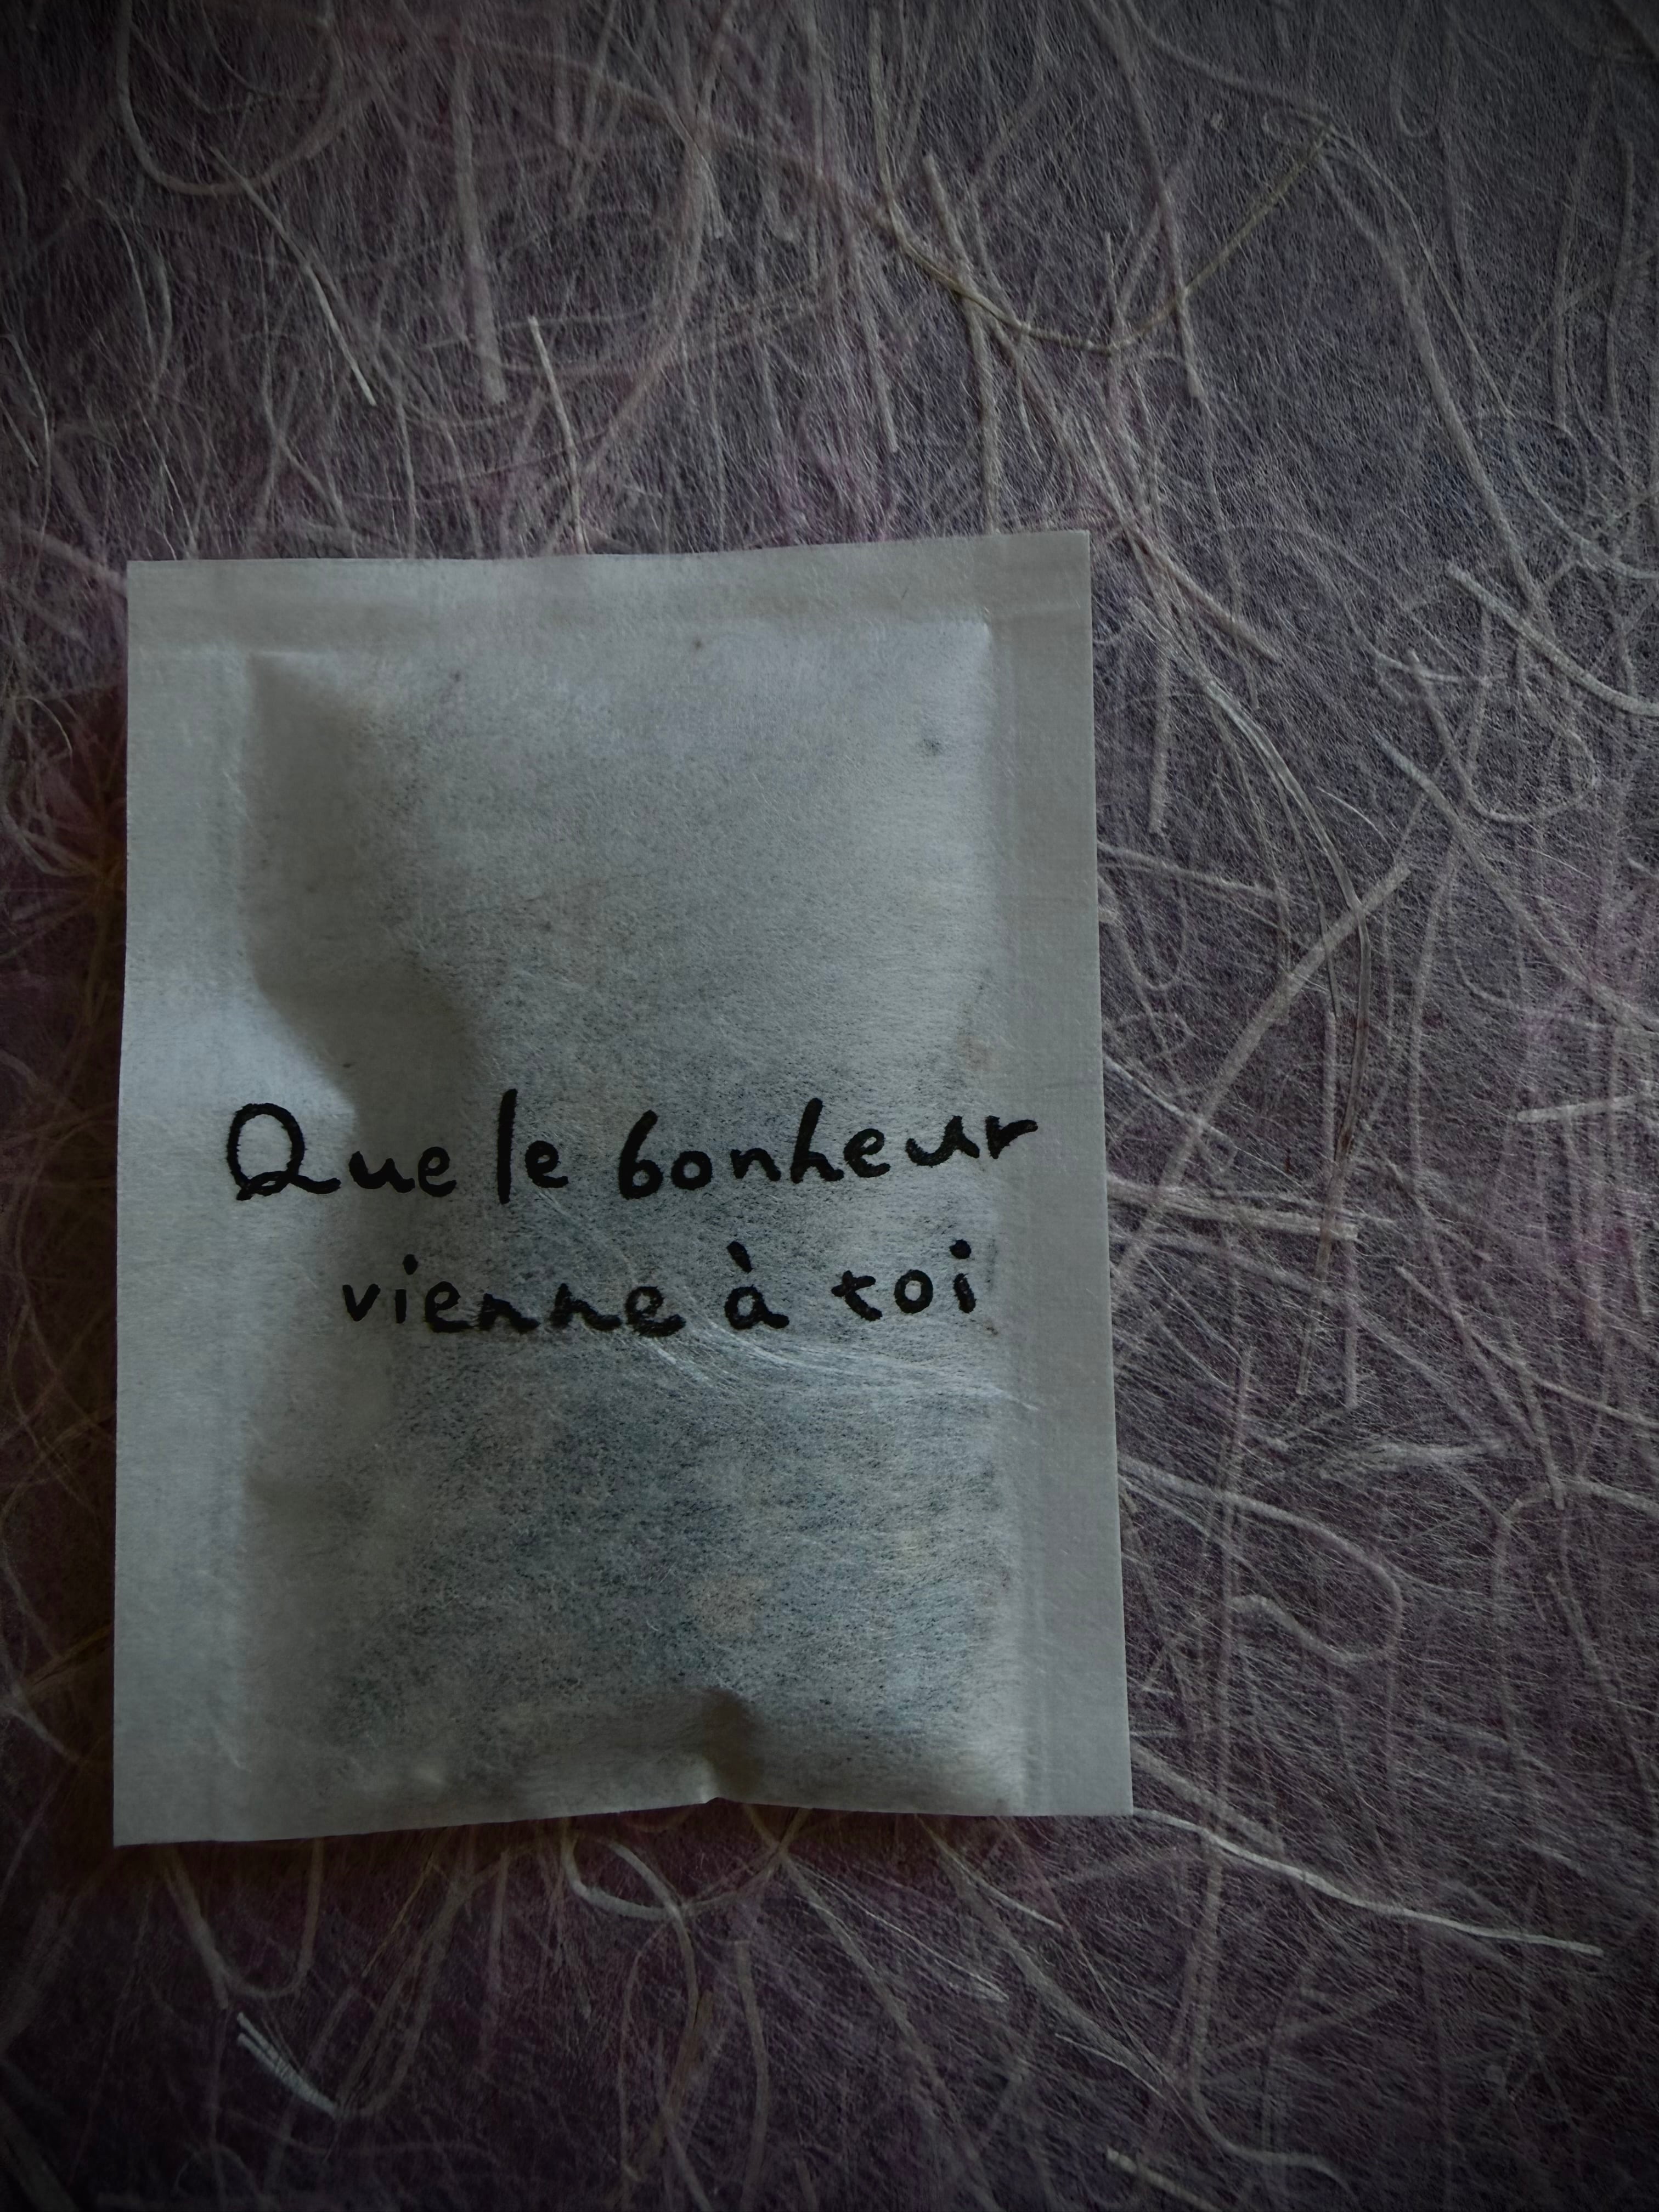 Que le bonheur
vienne à toi